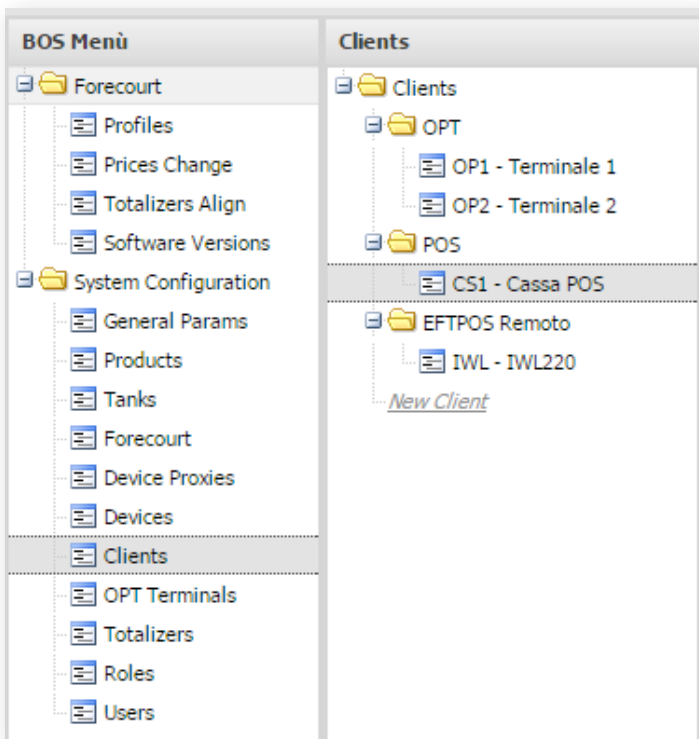 BOS Menù
Forecourt
Profiles
Prices Change
Totalizers Align
Software Versions
System Configuration
General Params
Products
Tanks
Forecourt
Device Proxies
Devices
Clients
OPT Terminals
Totalizers
Roles
Users
Clients
Clients
OPT
OP1 - Terminale 1
OP2 - Terminale 2
POS
CS1 - Cassa POS
EFTPOS Remoto
IWL - IWL220
New Client